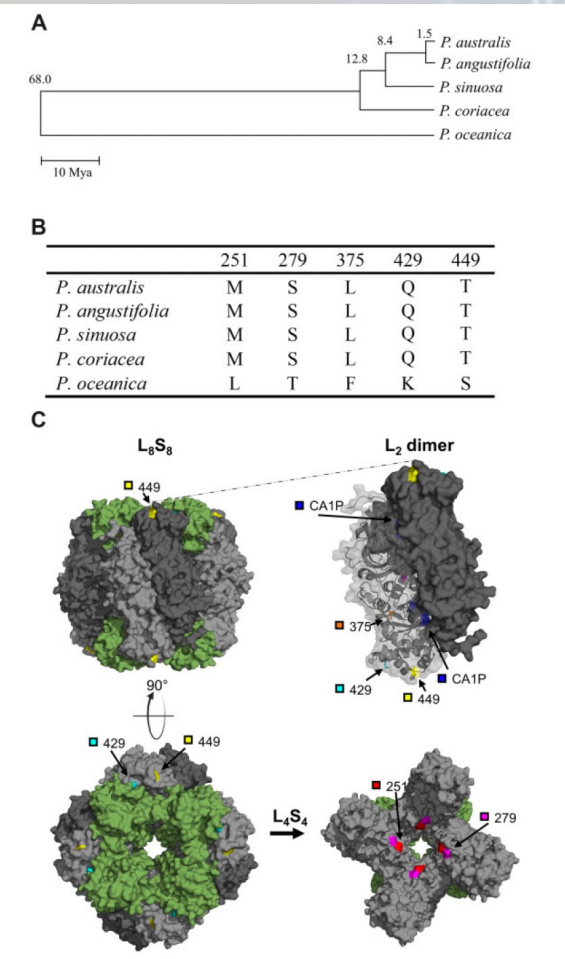 A
68.0
12.8
8.4
1.5
P. australis
P. angustifolia
P. sinuosa
P. coriacea
P. oceanica
10 Mya
B
251 279 375 429 449
P. australis M S L Q T
P. angustifolia M S L Q T
P. sinuosa M S L Q T
P. coriacea M S L Q T
P. oceanica L T F K S
C
L8S8
L2 dimer
449
CA1P
375
CA1P
429
449
90°
429
449
L4S4
251
279